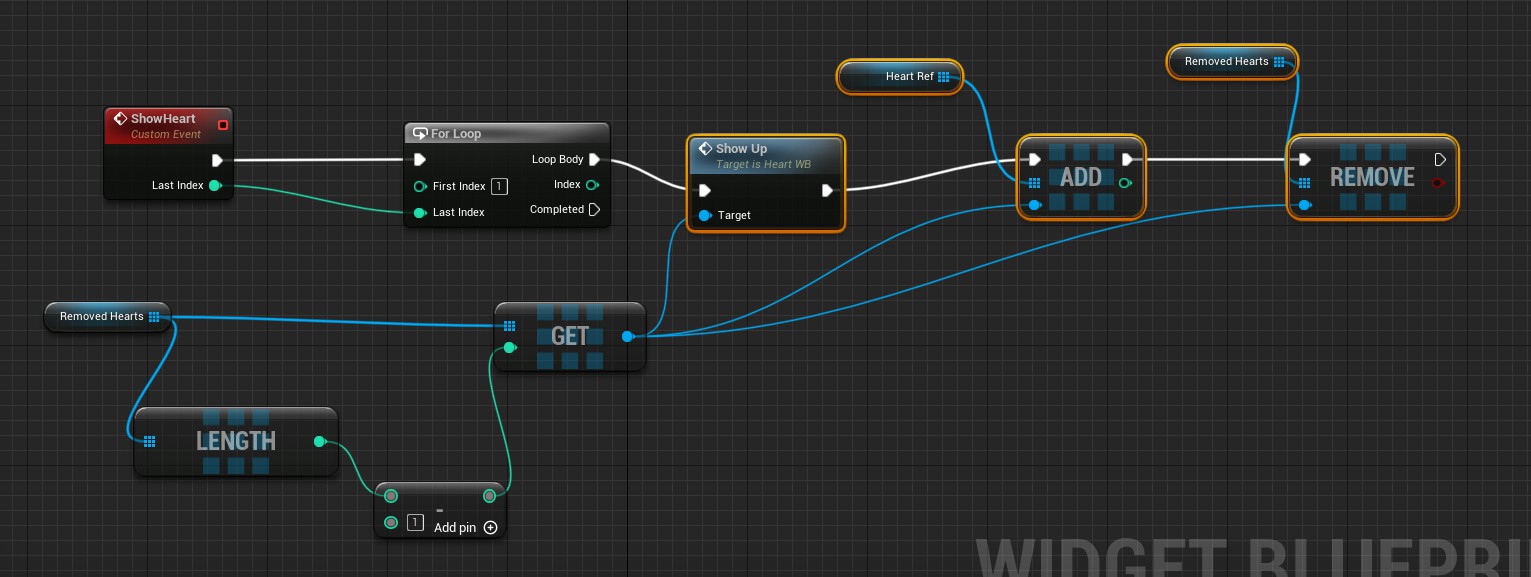 Heart Ref
Removed Hearts
ShowHeart
Custom Event
Last Index
For Loop
Loop Body
First Index 1
Index
Last Index
Completed
Show Up
Target is Heart WB
Target
ADD
REMOVE
Removed Hearts
GET
LENGTH
-
1
Add pin
WIDGET